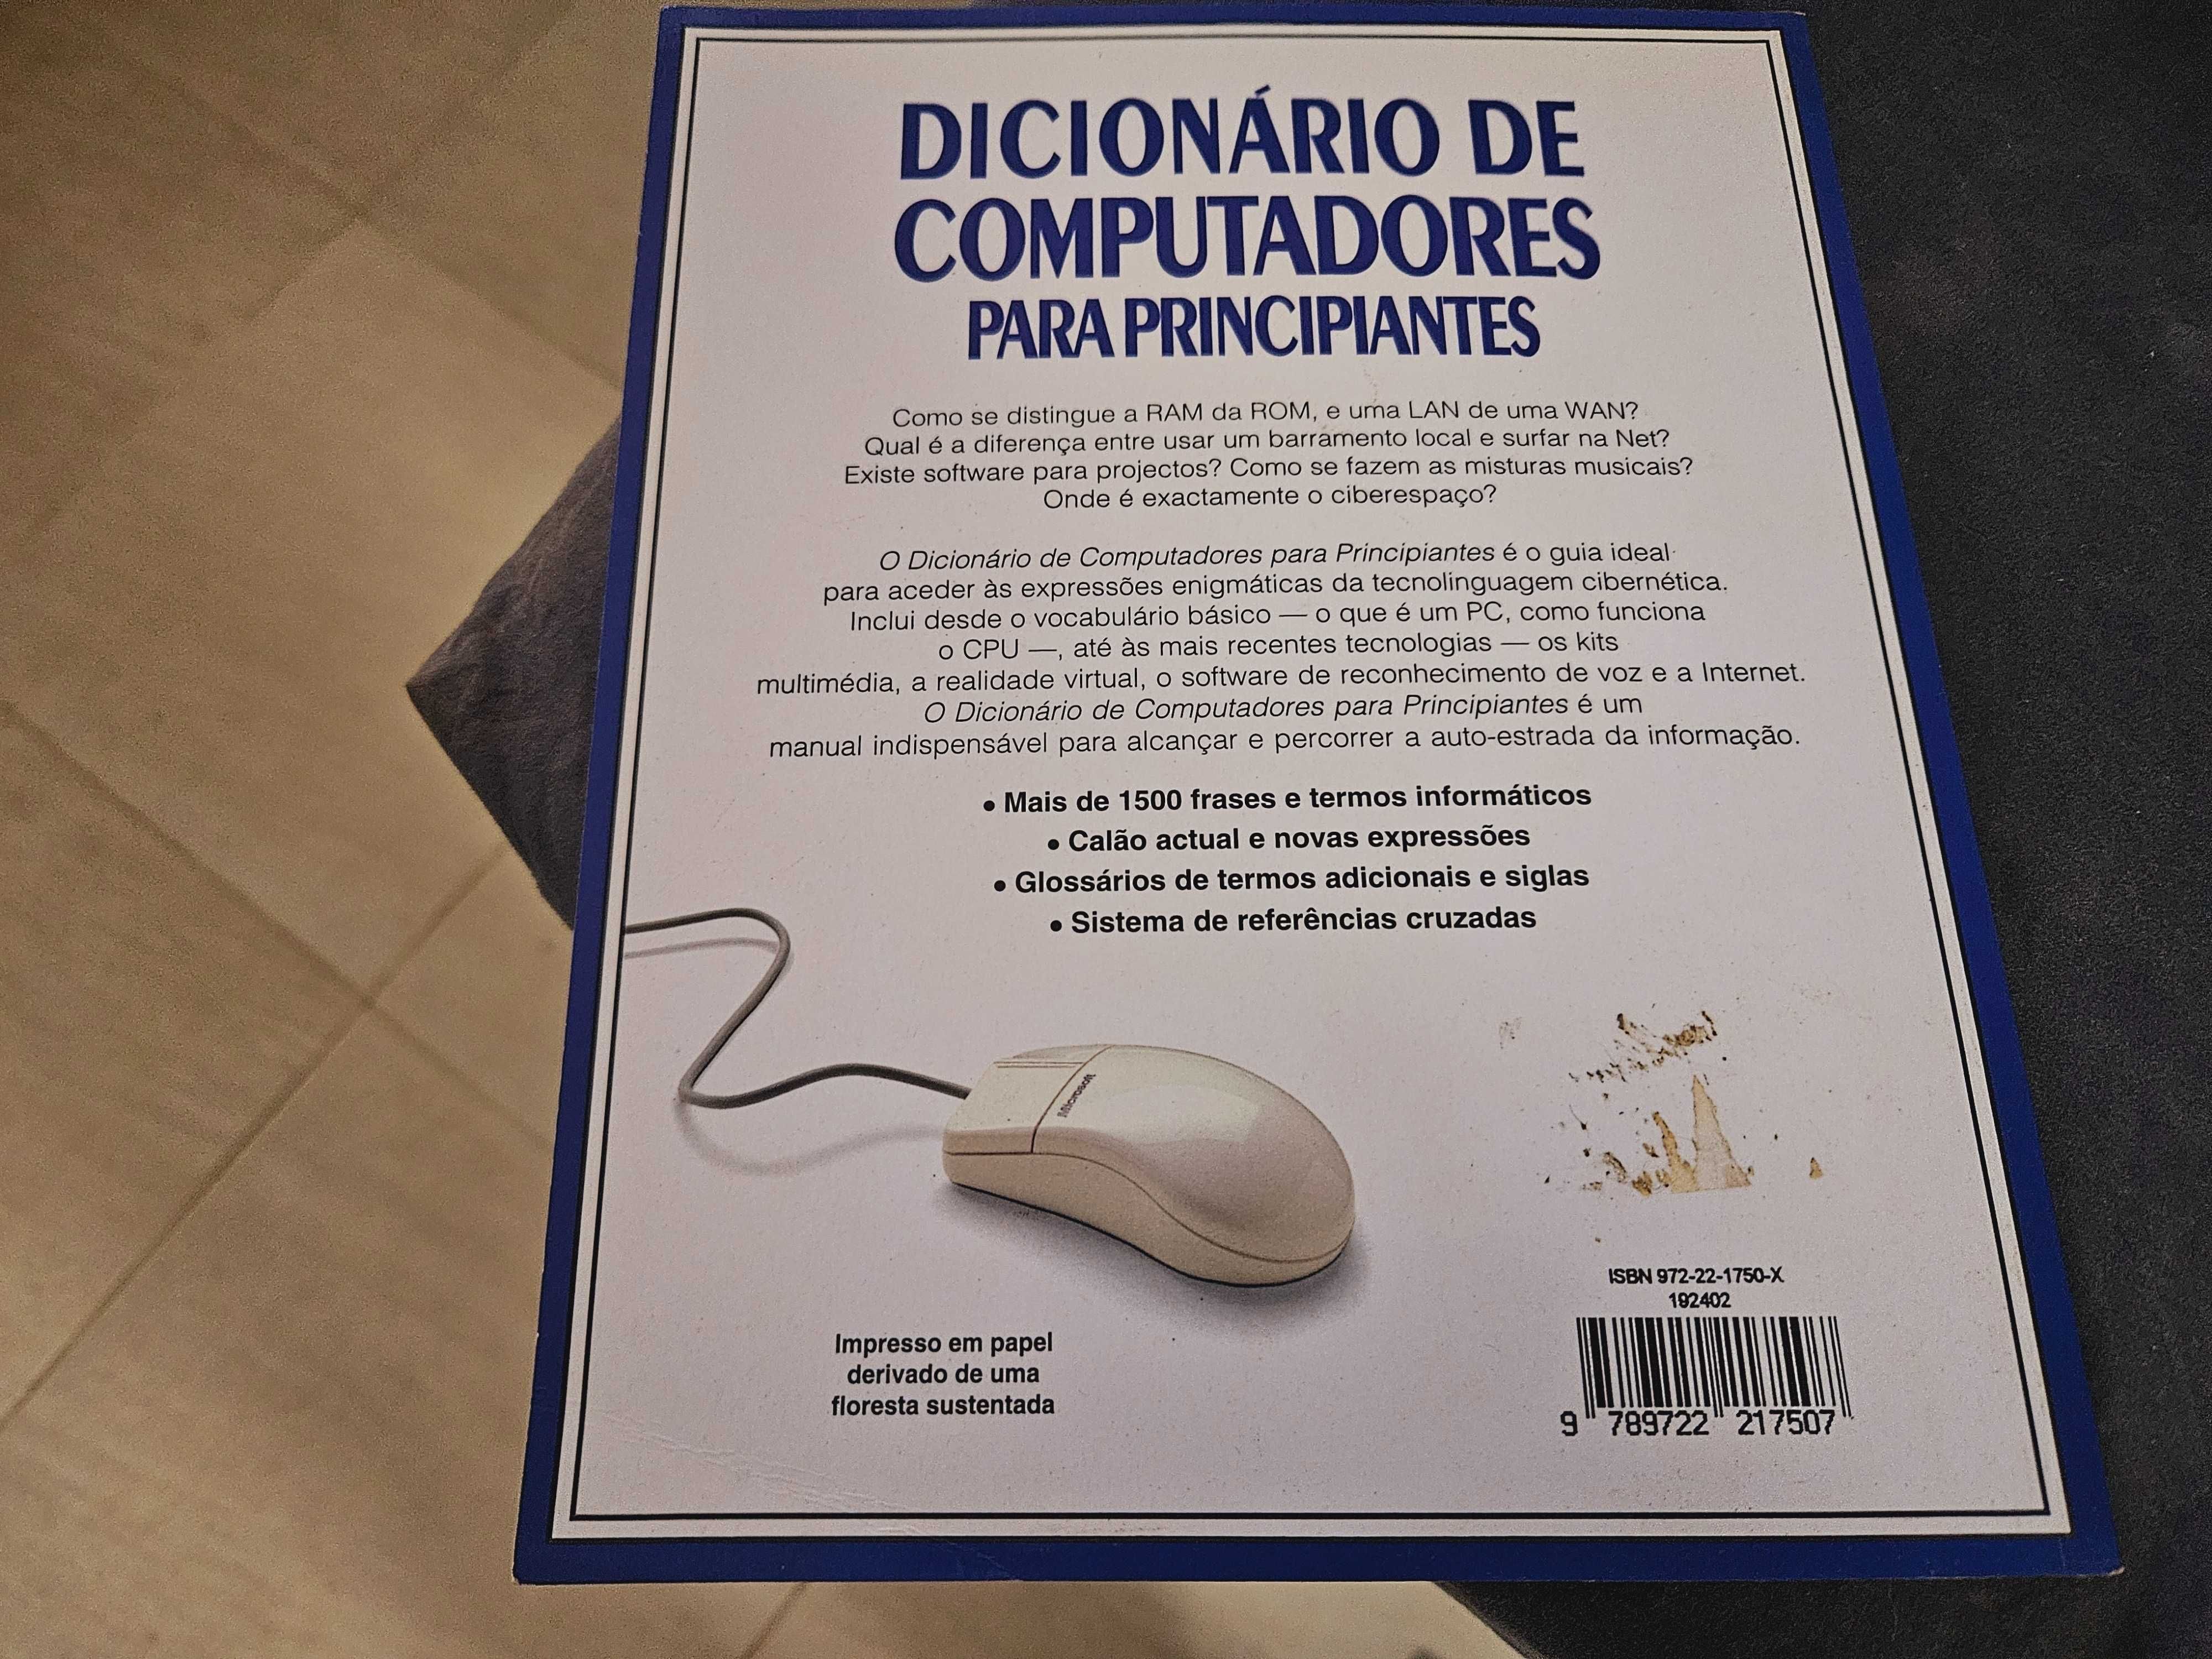 DICIONÁRIO DE
COMPUTADORES
PARA PRINCIPIANTES
Como se distingue a RAM da ROM, e uma LAN de uma WAN?
Qual é a diferença entre usar um barramento local e surfar na Net?
Existe software para projectos? Como se fazem as misturas musicais?
Onde é exactamente o ciberespaço?
O Dicionário de Computadores para Principiantes é o guia ideal
para aceder às expressões enigmáticas da tecnolinguagem cibernética.
Inclui desde o vocabulário básico — o que é um PC, como funciona
o CPU —, até às mais recentes tecnologias — os kits
multimédia, a realidade virtual, o software de reconhecimento de voz e a Internet.
O Dicionário de Computadores para Principiantes é um
manual indispensável para alcançar e percorrer a auto-estrada da informação.
• Mais de 1500 frases e termos informáticos
• Calão actual e novas expressões
• Glossários de termos adicionais e siglas
• Sistema de referências cruzadas
Microsoft
Impresso em papel
derivado de uma
floresta sustentada
ISBN 972-22-1750-X
192402
9 789722 217507